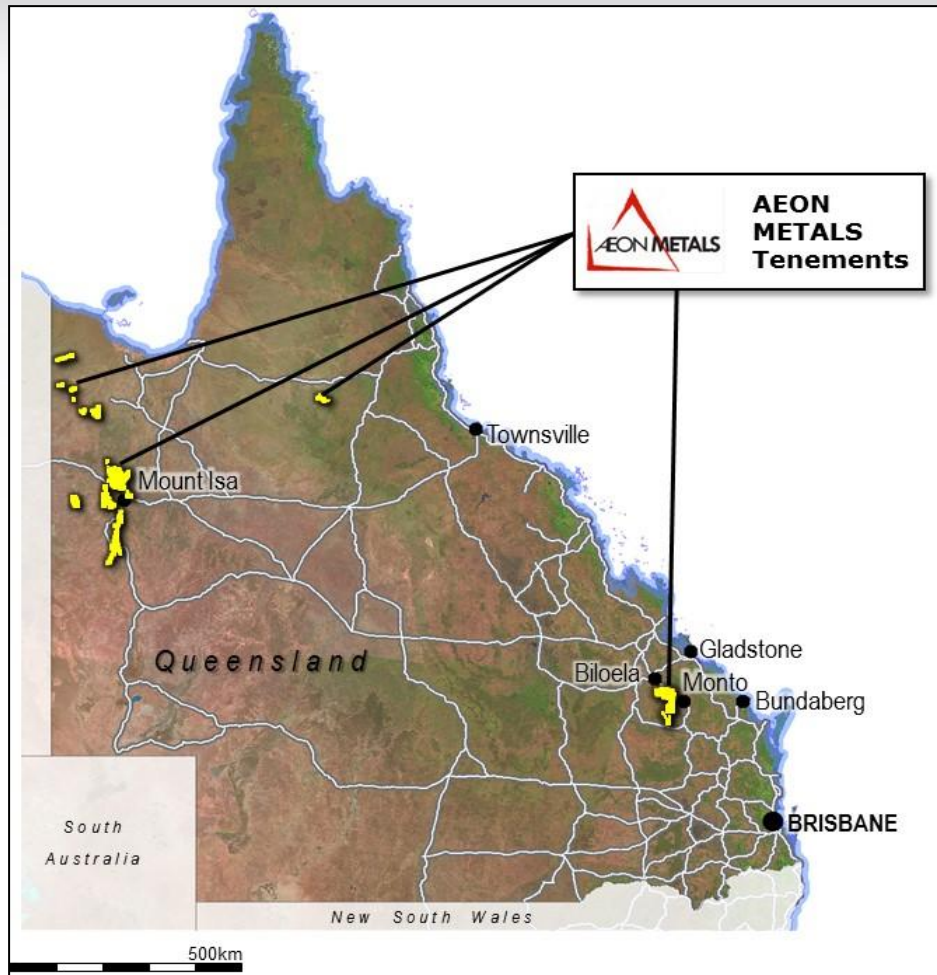 AEON METALS
AEON
METALS
Tenements
Townsville
Mount Isa
Queensland
Gladstone
Biloela
Monto
Bundaberg
BRISBANE
South
Australia
New South Wales
500km